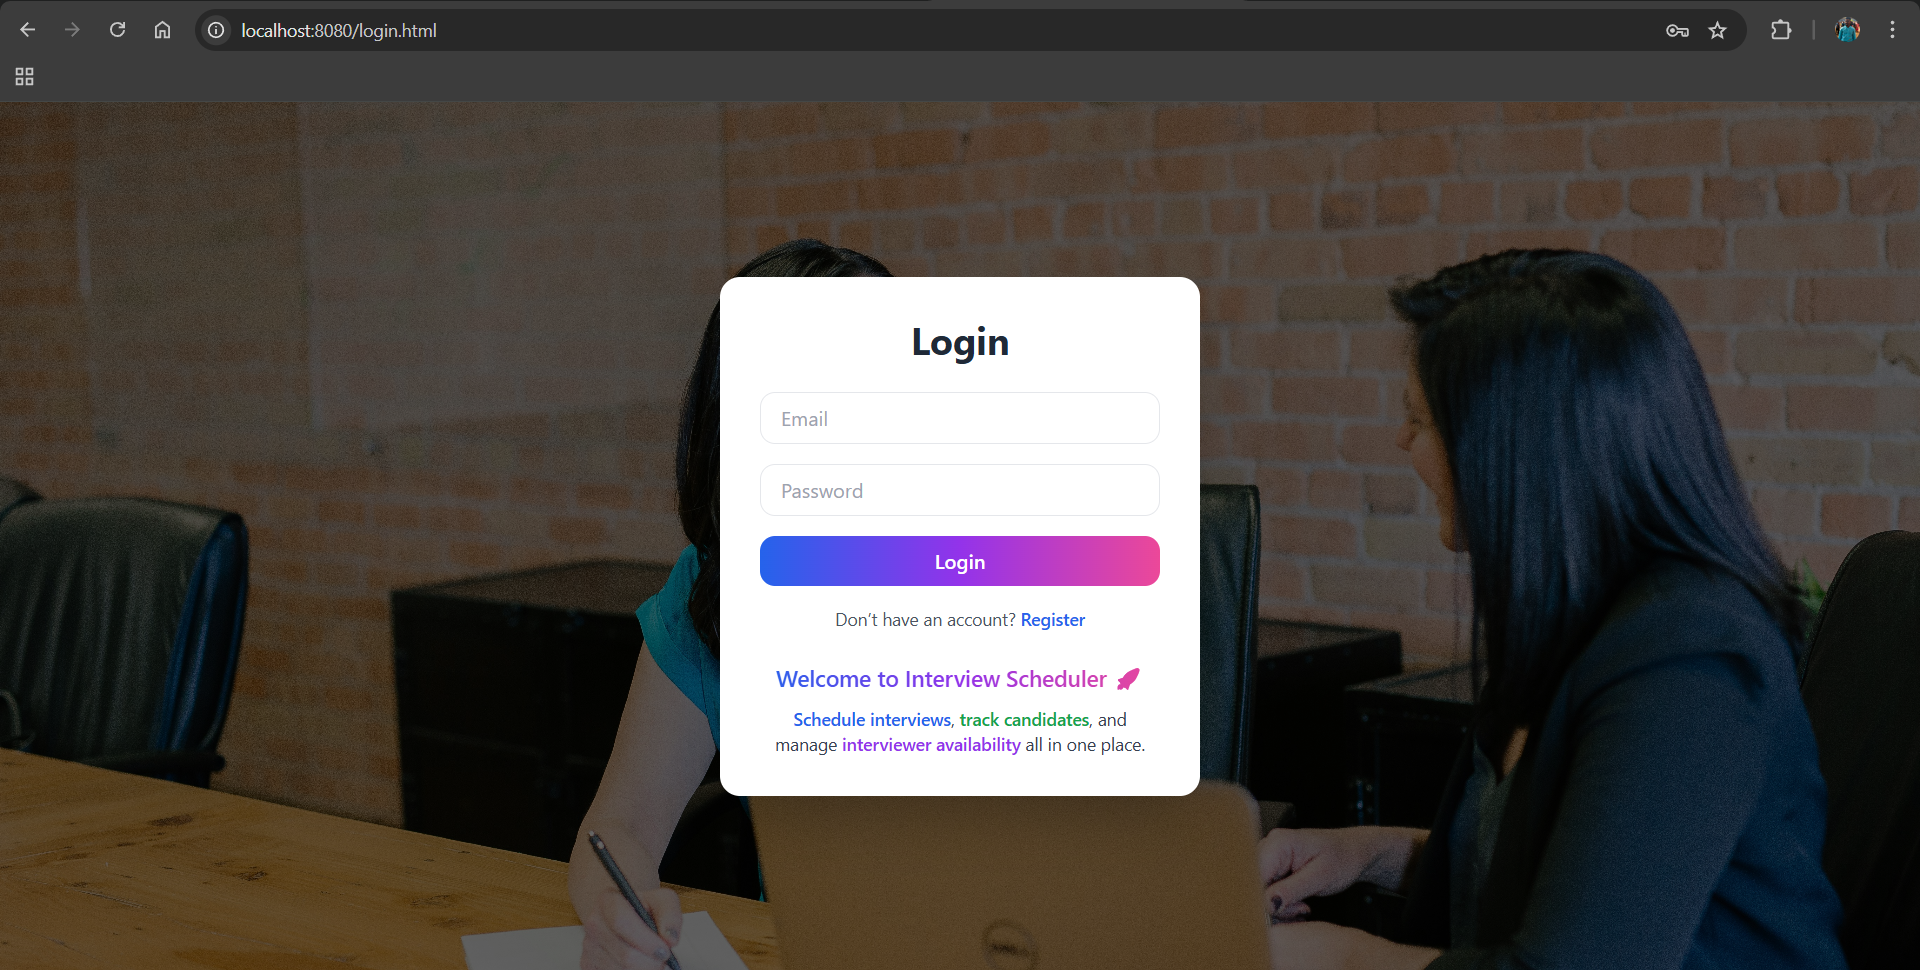 localhost:8080/login.html
Login
Email
Password
Login
Don’t have an account? Register
Welcome to Interview Scheduler 🚀
Schedule interviews, track candidates, and
manage interviewer availability all in one place.